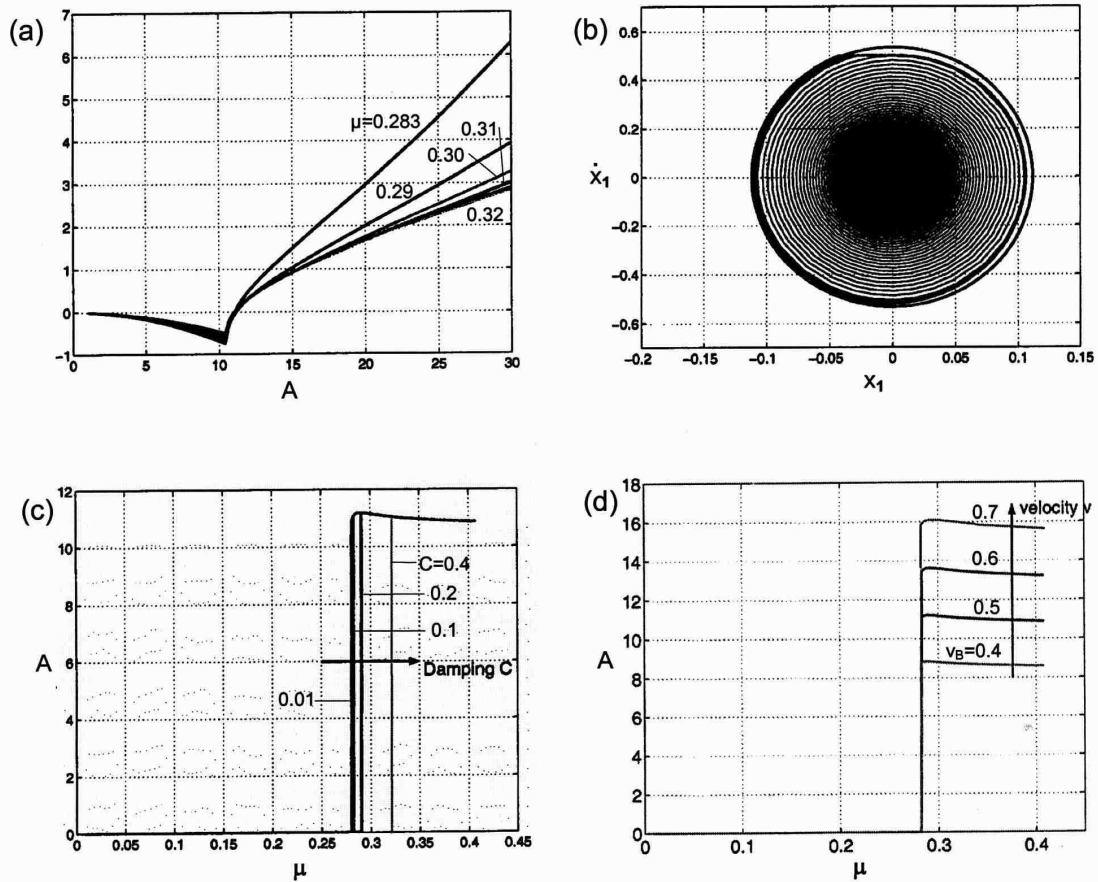 (a)
7
6
5
4
3
2
1
0
-1
μ=0.283
0.31
0.30
0.29
0.32
0 5 10 15 20 25 30
A
(b)
0.6
0.4
0.2
0
-0.2
-0.4
-0.6
ẋ₁
-0.2 -0.15 -0.1 -0.05 0 0.05 0.1 0.15
x₁
(c)
12
10
8
6
4
2
0
A
C=0.4
0.2
0.1
Damping C
0.01
0 0.05 0.1 0.15 0.2 0.25 0.3 0.35 0.4 0.45
μ
(d)
18
16
14
12
10
8
6
4
2
0
A
0.7
velocity v
0.6
0.5
v_B=0.4
0 0.1 0.2 0.3 0.4
μ